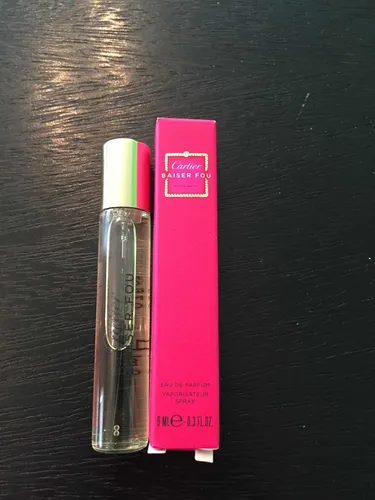 Cartier
BAISER FOU
EAU DE PARFUM
VAPORISATEUR
SPRAY
9 ML e 0.3 FL.OZ.